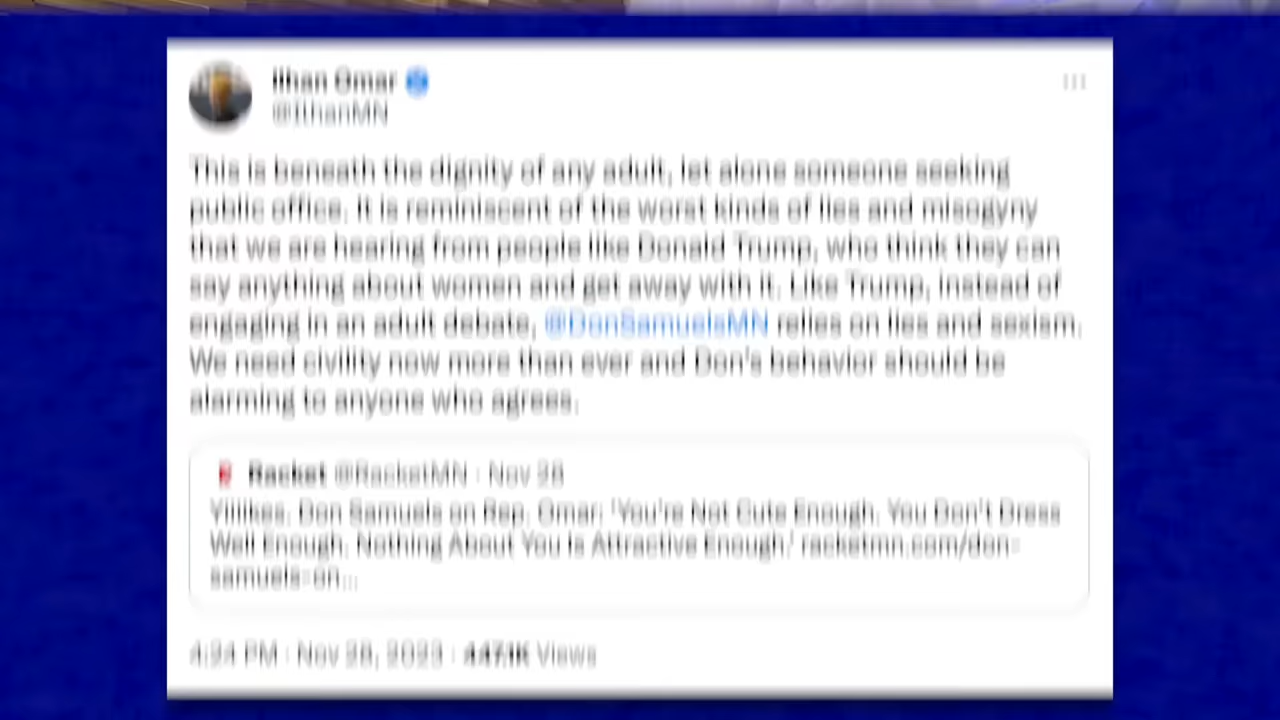 Ilhan Omar
@IlhanMN
This is beneath the dignity of any adult, let alone someone seeking
public office. It is reminiscent of the worst kinds of lies and misogyny
that we are hearing from people like Donald Trump, who think they can
say anything about women and get away with it. Like Trump, instead of
engaging in an adult debate, @DonSamuelsMN relies on lies and sexism.
We need civility now more than ever and Don's behavior should be
alarming to anyone who agrees.
Racket @RacketMN · Nov 28
Yiiiikes. Don Samuels on Rep. Omar: 'You're Not Cute Enough, You Don't Dress
Well Enough, Nothing About You Is Attractive Enough.' racketmn.com/don-
samuels-on...
4:24 PM · Nov 28, 2023 · 447.1K Views